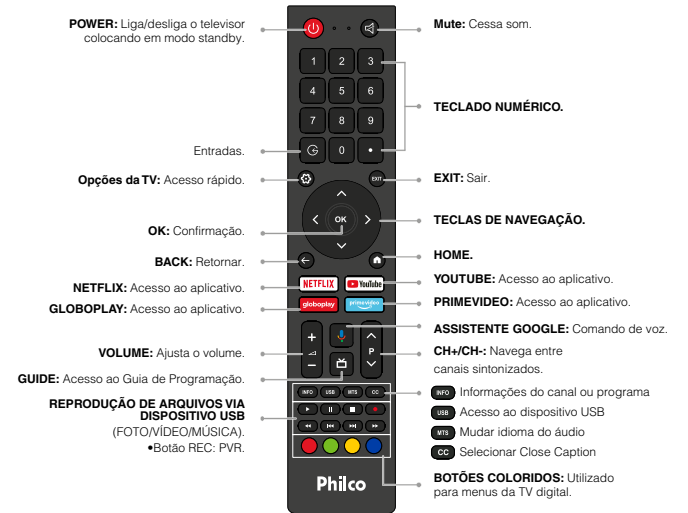 POWER: Liga/desliga o televisor
colocando em modo standby.
Mute: Cessa som.
1 2 3
4 5 6
TECLADO NUMÉRICO.
7 8 9
Entradas.
0 •
Opções da TV: Acesso rápido.
EXIT
EXIT: Sair.
OK
TECLAS DE NAVEGAÇÃO.
OK: Confirmação.
HOME.
BACK: Retornar.
NETFLIX: Acesso ao aplicativo.
NETFLIX
YouTube
YOUTUBE: Acesso ao aplicativo.
GLOBOPLAY: Acesso ao aplicativo.
globoplay
primevideo
PRIMEVIDEO: Acesso ao aplicativo.
ASSISTENTE GOOGLE: Comando de voz.
+
VOLUME: Ajusta o volume.
P
CH+/CH-: Navega entre
canais sintonizados.
−
GUIDE: Acesso ao Guia de Programação.
INFO USB MTS CC
INFO Informações do canal ou programa
USB Acesso ao dispositivo USB
MTS Mudar idioma do áudio
CC Selecionar Close Caption
REPRODUÇÃO DE ARQUIVOS VIA
DISPOSITIVO USB
(FOTO/VÍDEO/MÚSICA).
•Botão REC: PVR.
BOTÕES COLORIDOS: Utilizado
para menus da TV digital.
Philco